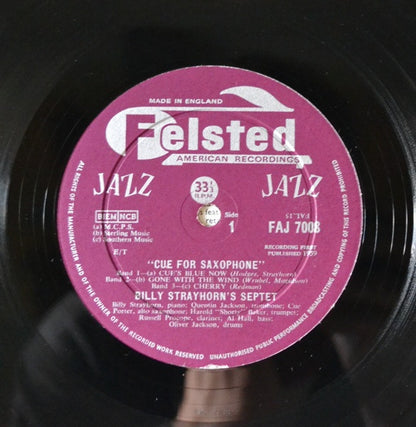 MADE IN ENGLAND
Felsted
AMERICAN RECORDINGS
JAZZ
33⅓
R.P.M.
JAZZ
BIEM NCB
(a) M.C.P.S.
(b) Sterling Music
(c) Southern Music
E/T
Side
1
FAJ 7008
RECORDING FIRST
PUBLISHED 1959
"CUE FOR SAXOPHONE"
Band 1—(a) CUE'S BLUE NOW (Hodges, Strayhorn)
Band 2—(b) GONE WITH THE WIND (Wrubel, Magidson)
Band 3—(c) CHERRY (Redman)
BILLY STRAYHORN'S SEPTET
Billy Strayhorn, piano; Quentin Jackson, trombone; Cue
Porter, alto saxophone; Harold "Shorty" Baker, trumpet;
Russell Procope, clarinet; Al Hall, bass;
Oliver Jackson, drums
ALL RIGHTS OF THE MANUFACTURER AND OF THE OWNER OF THE RECORDED WORK RESERVED UNAUTHORISED PUBLIC PERFORMANCE BROADCASTING AND COPYING OF THIS RECORD PROHIBITED